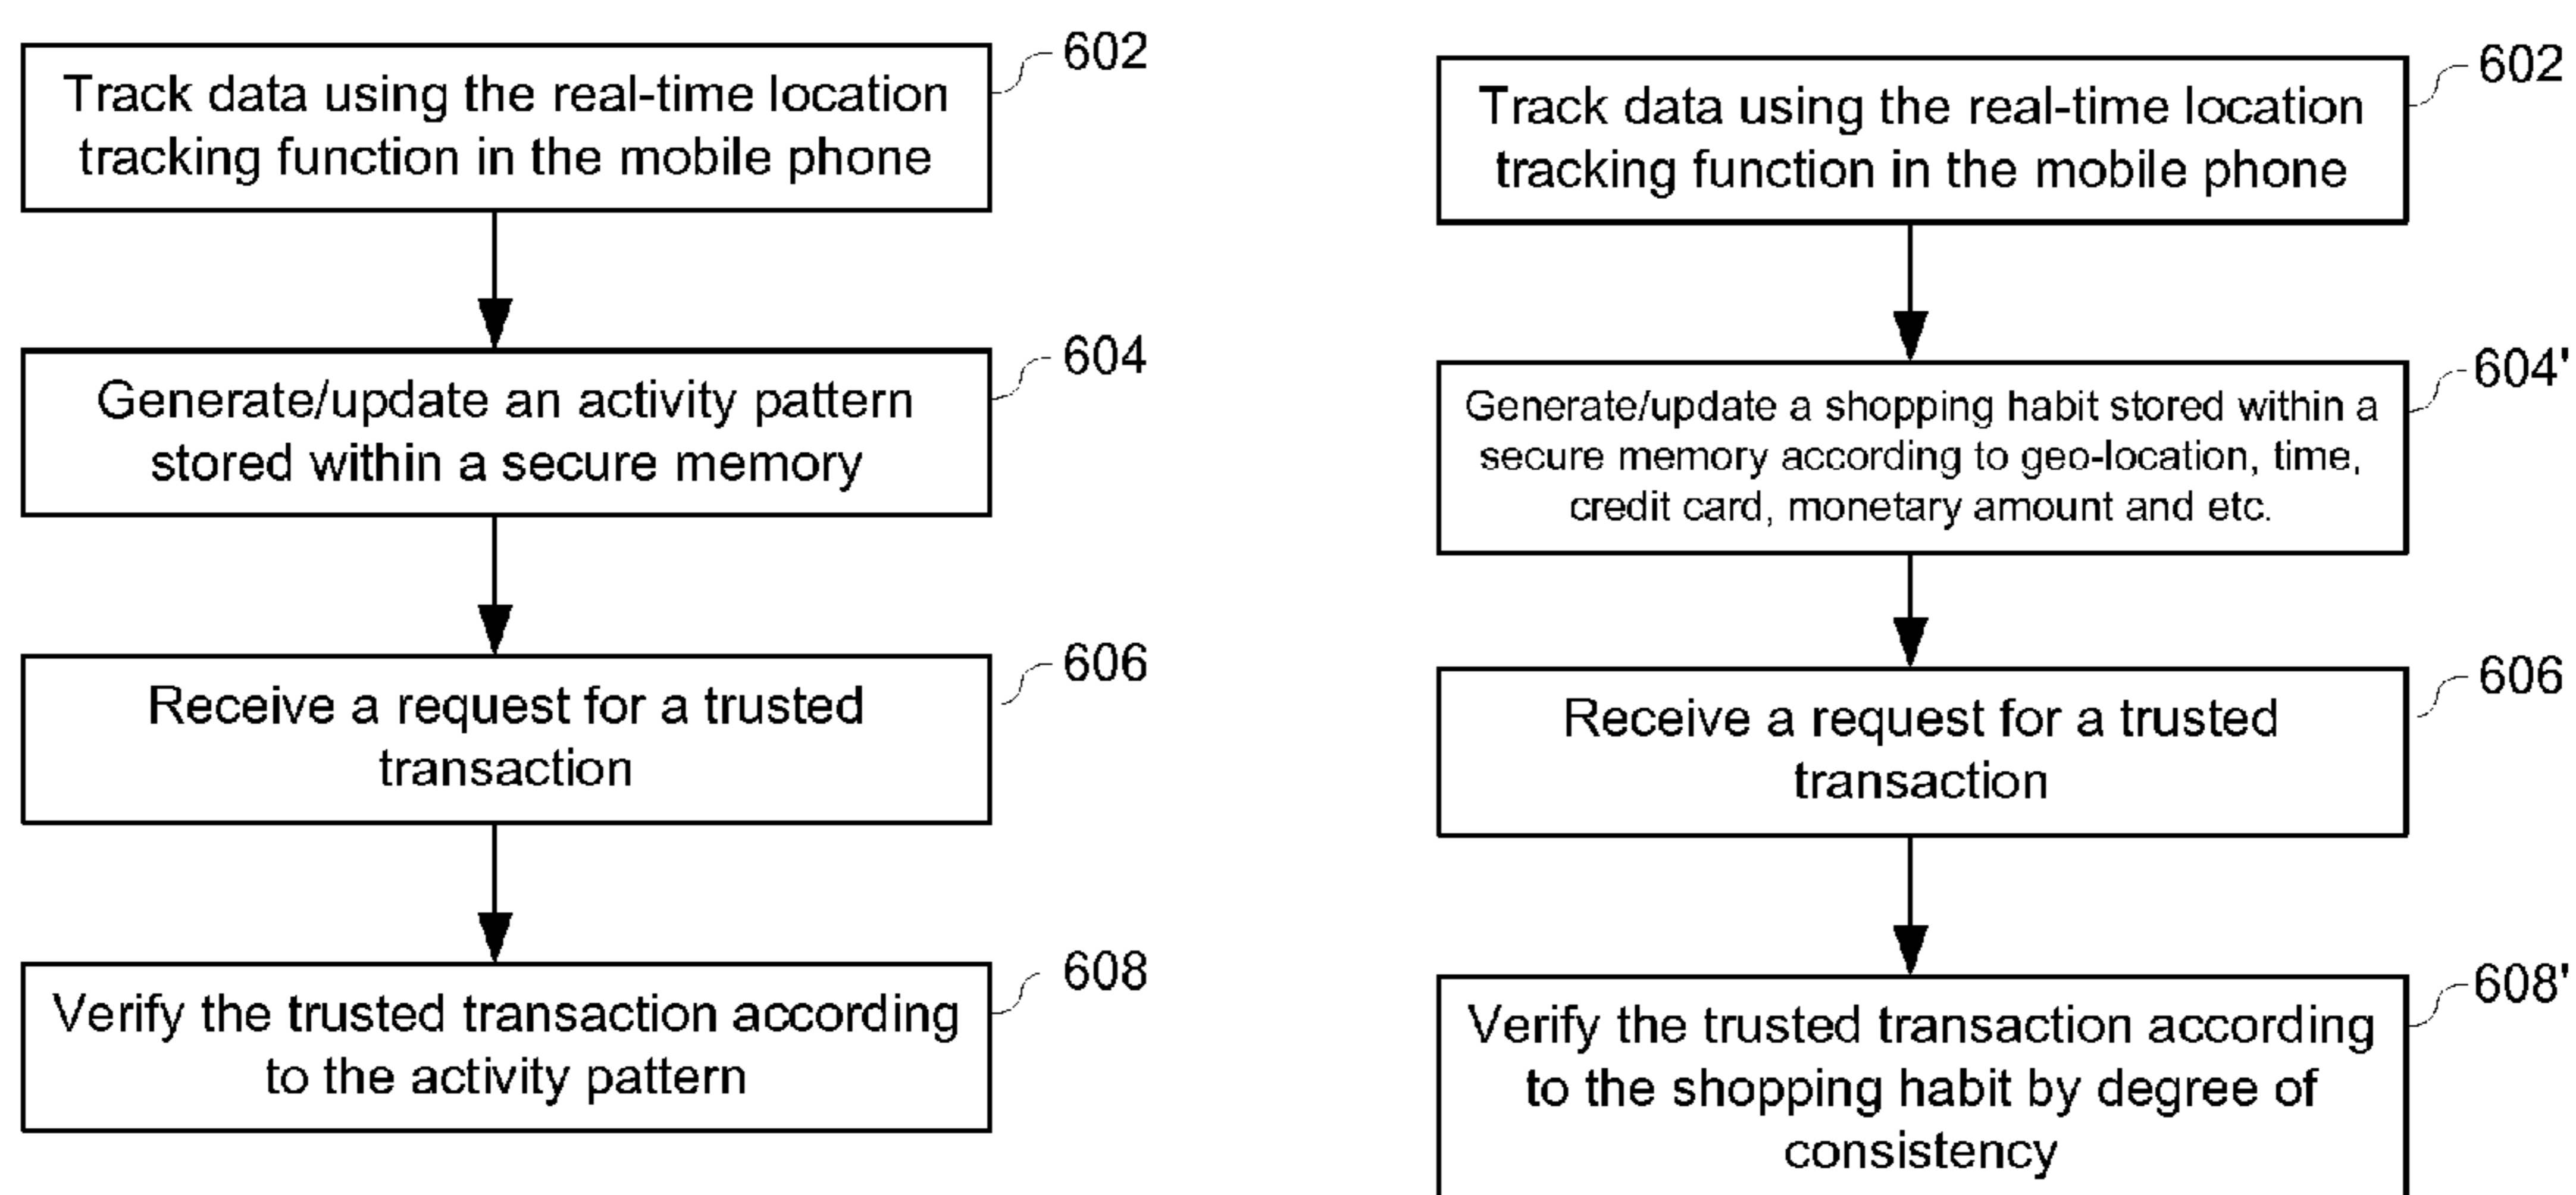 602
Track data using the real-time location
tracking function in the mobile phone
604
Generate/update an activity pattern
stored within a secure memory
606
Receive a request for a trusted
transaction
608
Verify the trusted transaction according
to the activity pattern
602
Track data using the real-time location
tracking function in the mobile phone
604'
Generate/update a shopping habit stored within a
secure memory according to geo-location, time,
credit card, monetary amount and etc.
606
Receive a request for a trusted
transaction
608'
Verify the trusted transaction according
to the shopping habit by degree of
consistency